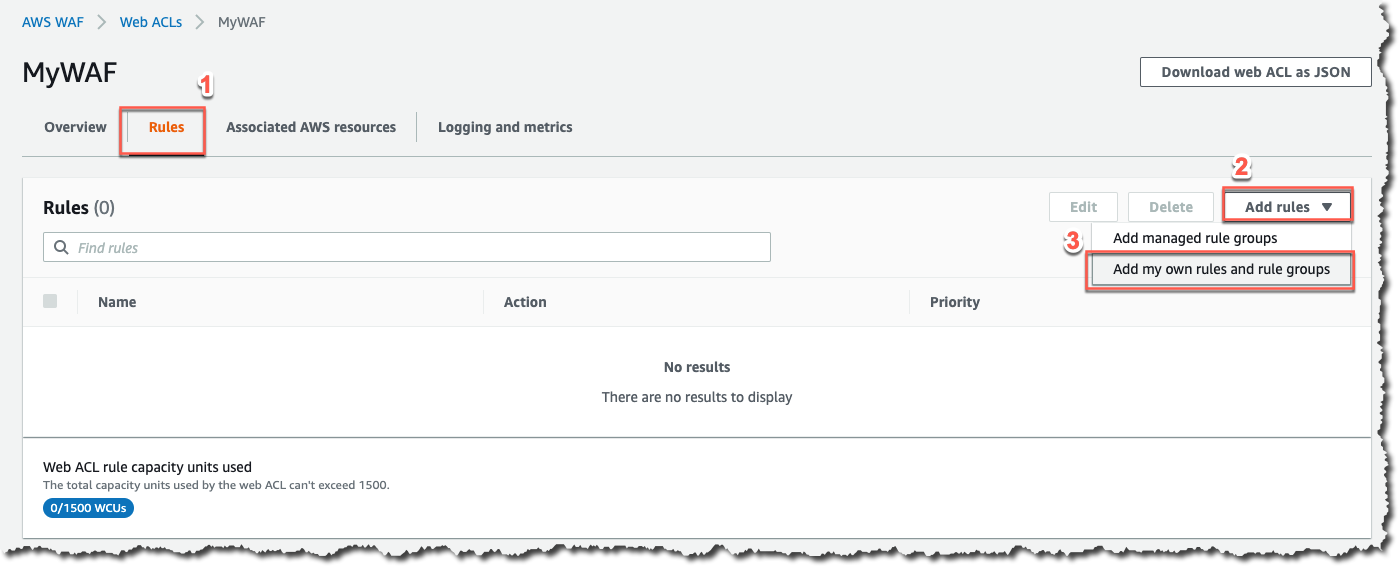 AWS WAF > Web ACLs > MyWAF
MyWAF
1
Download web ACL as JSON
Overview Rules Associated AWS resources Logging and metrics
2
Rules (0)
Edit Delete Add rules ▼
Find rules
3
Add managed rule groups
Add my own rules and rule groups
Name Action Priority
No results
There are no results to display
Web ACL rule capacity units used
The total capacity units used by the web ACL can't exceed 1500.
0/1500 WCUs